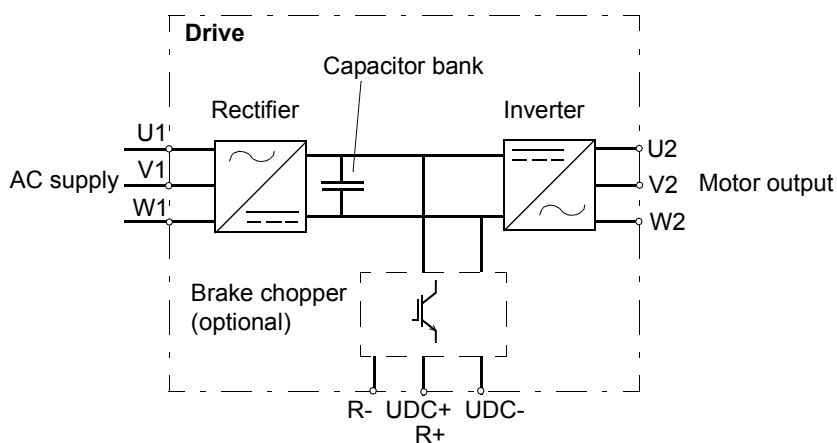 Drive
Capacitor bank
Rectifier
Inverter
U1
V1
W1
AC supply
U2
V2
W2
Motor output
Brake chopper
(optional)
R- UDC+ UDC-
R+